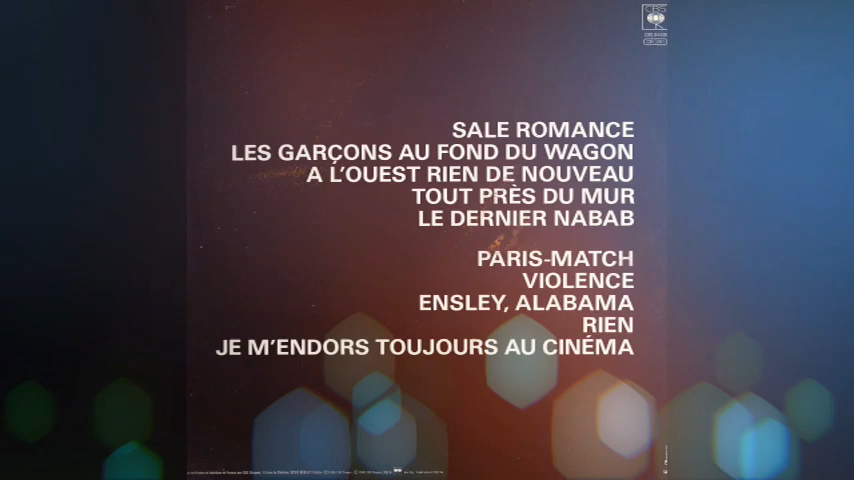 CBS
SALE ROMANCE
LES GARÇONS AU FOND DU WAGON
A L'OUEST RIEN DE NOUVEAU
TOUT PRÈS DU MUR
LE DERNIER NABAB
PARIS-MATCH
VIOLENCE
ENSLEY, ALABAMA
RIEN
JE M'ENDORS TOUJOURS AU CINÉMA